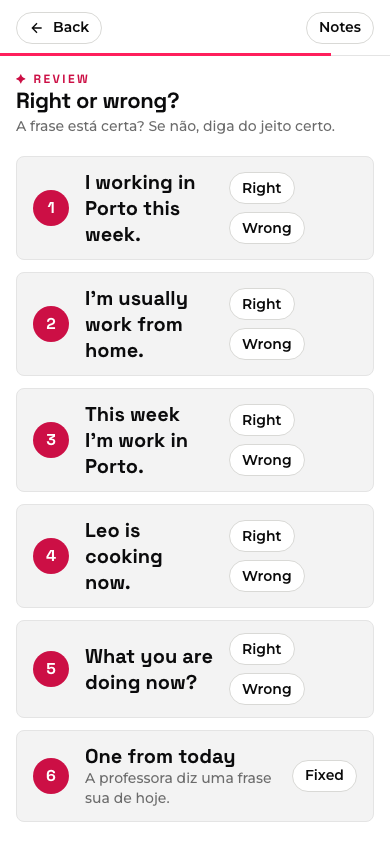 Back
Notes
REVIEW
Right or wrong?
A frase está certa? Se não, diga do jeito certo.
1
I working in
Porto this
week.
Right
Wrong
2
I'm usually
work from
home.
Right
Wrong
3
This week
I'm work in
Porto.
Right
Wrong
4
Leo is
cooking
now.
Right
Wrong
5
What you are
doing now?
Right
Wrong
6
One from today
A professora diz uma frase
sua de hoje.
Fixed